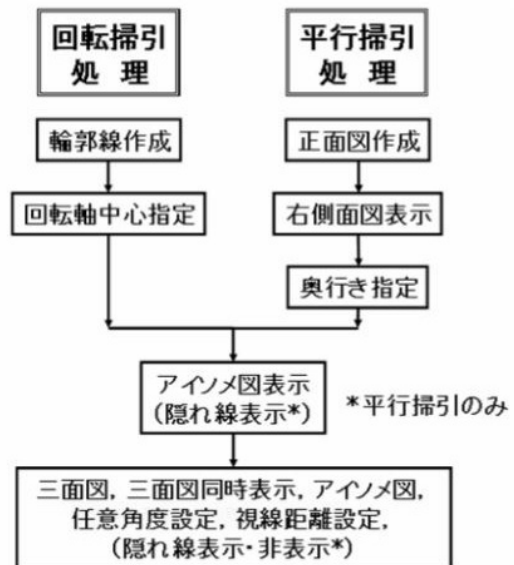 回転掃引
処 理
平行掃引
処 理
輪郭線作成
正面図作成
回転軸中心指定
右側面図表示
奥行き指定
アイソメ図表示
(隠れ線表示*)
*平行掃引のみ
三面図, 三面図同時表示, アイソメ図,
任意角度設定, 視線距離設定,
(隠れ線表示・非表示*)